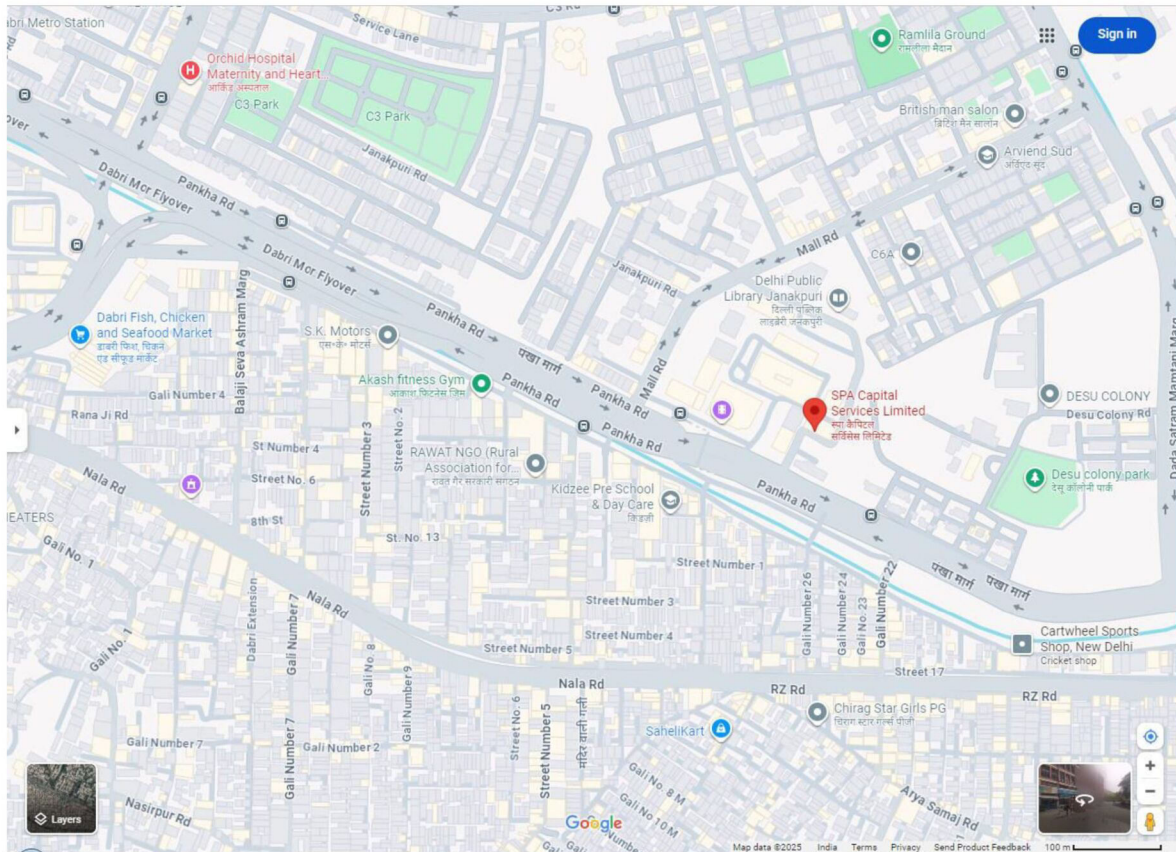 abri Metro Station
Service Lane
C3 Rd
Ramlila Ground
रामलीला मैदान
Sign in
Orchid Hospital
Maternity and Heart...
आर्किड अस्पताल
C3 Park
C3 Park
British man salon
ब्रिटिश मैन सालोन
over
Janakpuri Rd
Arviend Sud
अर्विएंद सूद
Dabri Mcr Flyover
Pankha Rd
Mall Rd
C6A
Dabri Mcr Flyover
Janakpuri Rd
Delhi Public
Library Janakpuri
दिल्ली पब्लिक
लाइब्रेरी जनकपुरी
Balaji Seva Ashram Marg
Dabri Fish, Chicken
and Seafood Market
डाबरी फिश, चिकन
एंड सीफूड मार्केट
S.K. Motors
एस॰के॰ मोटर्स
Pankha Rd
पंखा मार्ग
Mall Rd
Akash fitness Gym
आकाश फिटनेस जिम
Pankha Rd
Pankha Rd
SPA Capital
Services Limited
स्पा कैपिटल
सर्विसेस लिमिटेड
DESU COLONY
Desu Colony Rd
Dada Satram Mamtani Marg
Gali Number 4
Rana Ji Rd
Street No. 2
Street Number 3
Pankha Rd
St Number 4
RAWAT NGO (Rural
Association for...
रावत गैर सरकारी संगठन
Nala Rd
Street No. 6
Kidzee Pre School
& Day Care
किडजी
Pankha Rd
Desu colony park
देसु कॉलोनी पार्क
HEATERS
8th St
Gali No. 1
St. No. 13
Street Number 1
पंखा मार्ग
पंखा मार्ग
Nala Rd
Street Number 3
Gali Number 26
Gali Number 24
Gali No. 23
Gali Number 22
Dabri Extension
Gali Number 7
Gali No. 1
Street Number 4
Cartwheel Sports
Shop, New Delhi
Cricket shop
Gali No. 8
Gali Number 9
Street Number 5
Nala Rd
Street 17
RZ Rd
RZ Rd
Street No. 6
Street Number 5
मंदिर वाली गली
Chirag Star Girls PG
चिराग स्टार गर्ल्स पीजी
SaheliKart
Gali Number 7
Gali Number 7
Gali Number 2
Gali No 8 M
Arya Samaj Rd
Nasirpur Rd
Gali No 10 M
Layers
Google
Map data ©2025
India
Terms
Privacy
Send Product Feedback
100 m